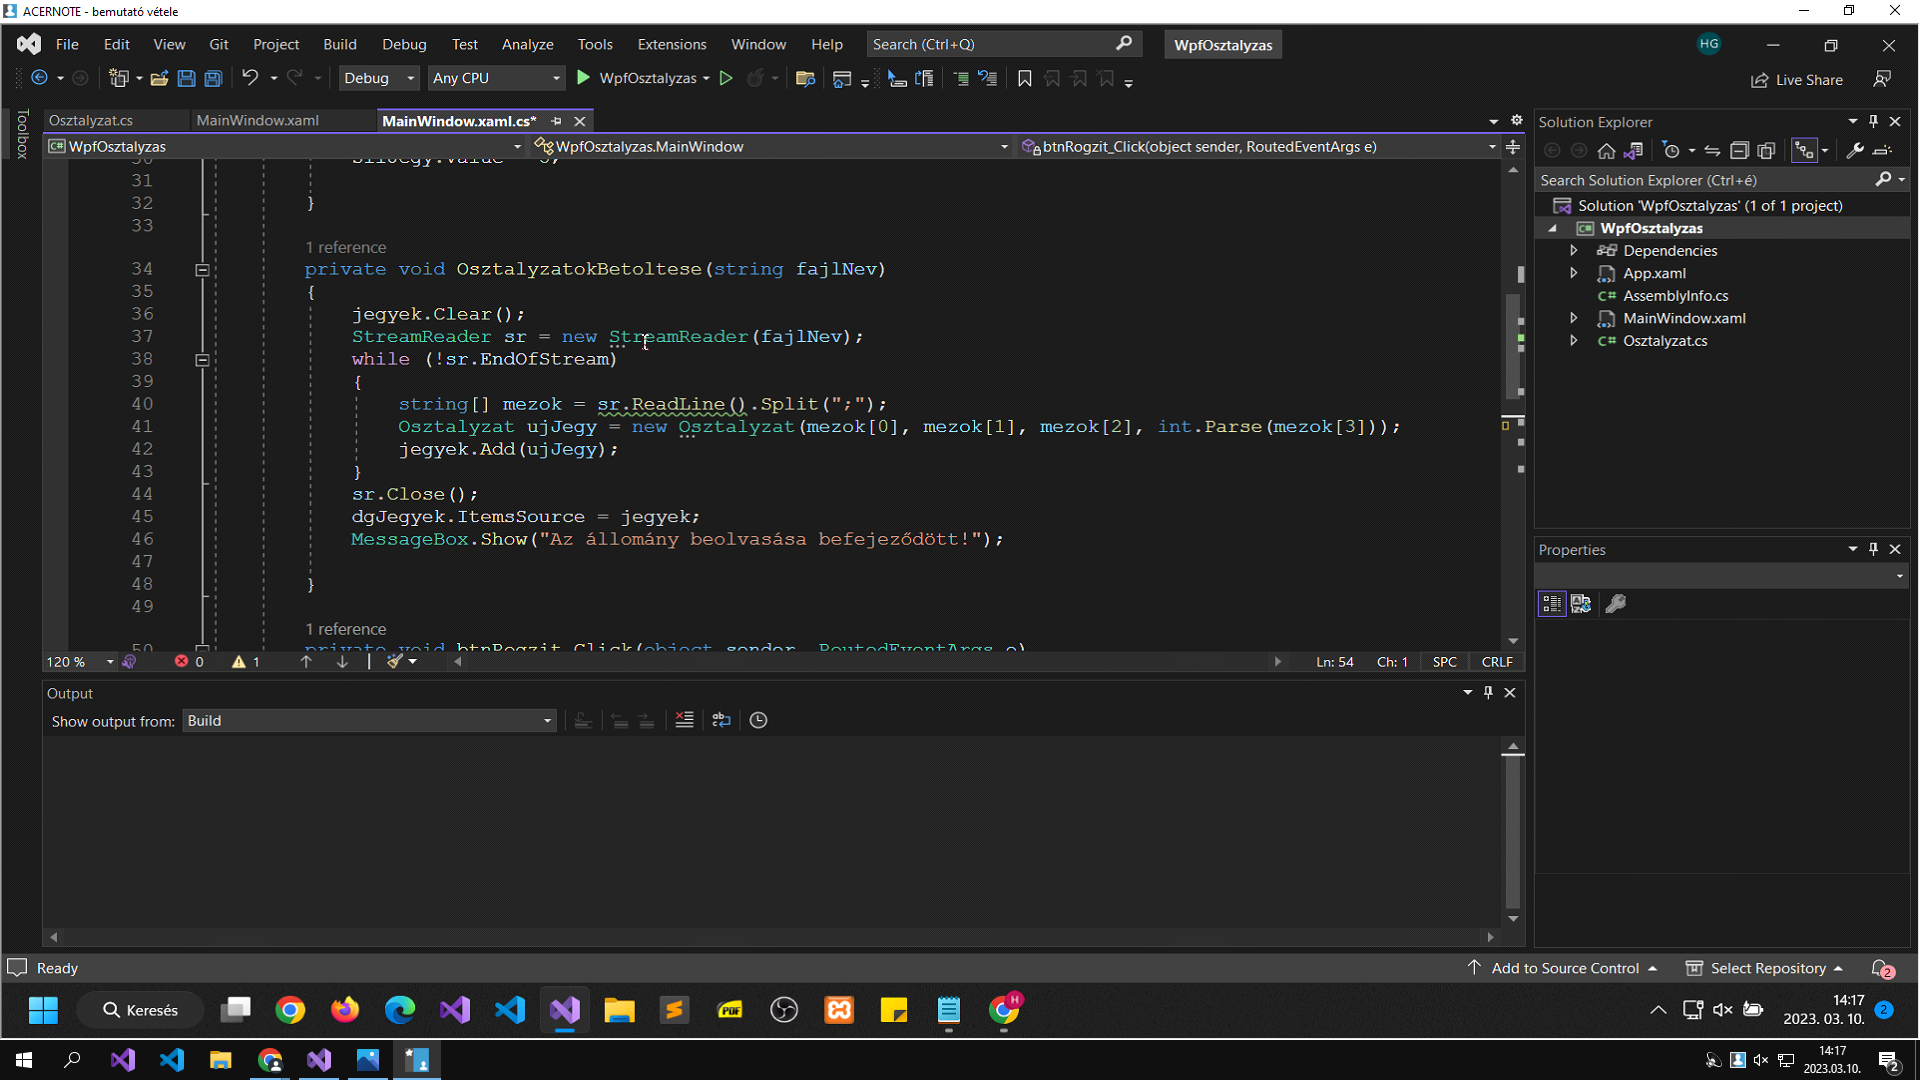 ACERNOTE - bemutató vétele
File Edit View Git Project Build Debug Test Analyze Tools Extensions Window Help Search (Ctrl+Q) WpfOsztalyzas HG
Debug Any CPU WpfOsztalyzas Live Share
Toolbox
Osztalyzat.cs MainWindow.xaml MainWindow.xaml.cs*
WpfOsztalyzas WpfOsztalyzas.MainWindow btnRogzit_Click(object sender, RoutedEventArgs e)
31
32 }
33
1 reference
34 private void OsztalyzatokBetoltese(string fajlNev)
35 {
36 jegyek.Clear();
37 StreamReader sr = new StreamReader(fajlNev);
38 while (!sr.EndOfStream)
39 {
40 string[] mezok = sr.ReadLine().Split(";");
41 Osztalyzat ujJegy = new Osztalyzat(mezok[0], mezok[1], mezok[2], int.Parse(mezok[3]));
42 jegyek.Add(ujJegy);
43 }
44 sr.Close();
45 dgJegyek.ItemsSource = jegyek;
46 MessageBox.Show("Az állomány beolvasása befejeződött!");
47
48 }
49
1 reference
50 private void btnRogzit_Click(object sender, RoutedEventArgs e)
120 % 0 1 Ln: 54 Ch: 1 SPC CRLF
Output
Show output from: Build
Solution Explorer
Search Solution Explorer (Ctrl+é)
Solution 'WpfOsztalyzas' (1 of 1 project)
WpfOsztalyzas
Dependencies
App.xaml
C# AssemblyInfo.cs
MainWindow.xaml
C# Osztalyzat.cs
Properties
Ready Add to Source Control Select Repository 2
Keresés PDF H 14:17
2023. 03. 10. 2
14:17
2023.03.10. 2